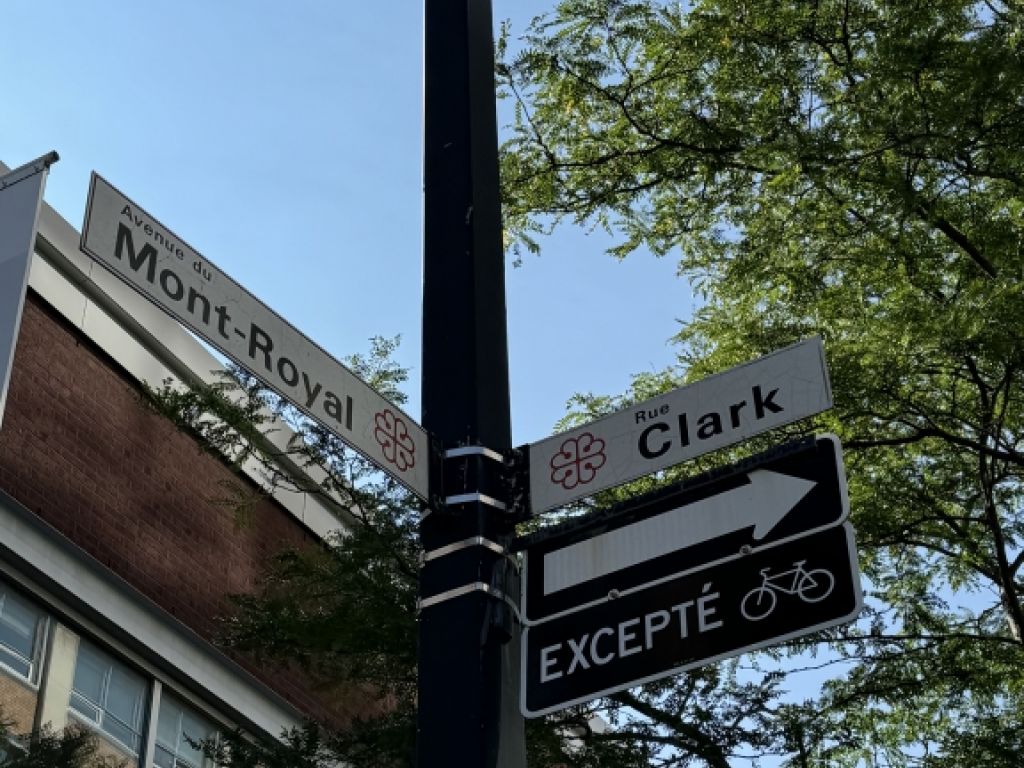 Avenue du
Mont-Royal
Rue
Clark
EXCEPTÉ